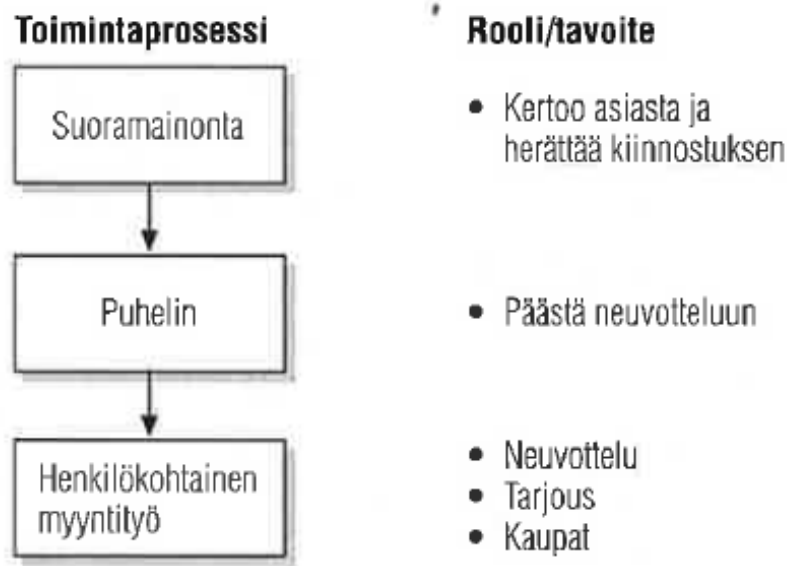 Toimintaprosessi Rooli/tavoite
Suoramainonta
• Kertoo asiasta ja
herättää kiinnostuksen
Puhelin
• Päästä neuvotteluun
Henkilökohtainen
myyntityö
• Neuvottelu
• Tarjous
• Kaupat